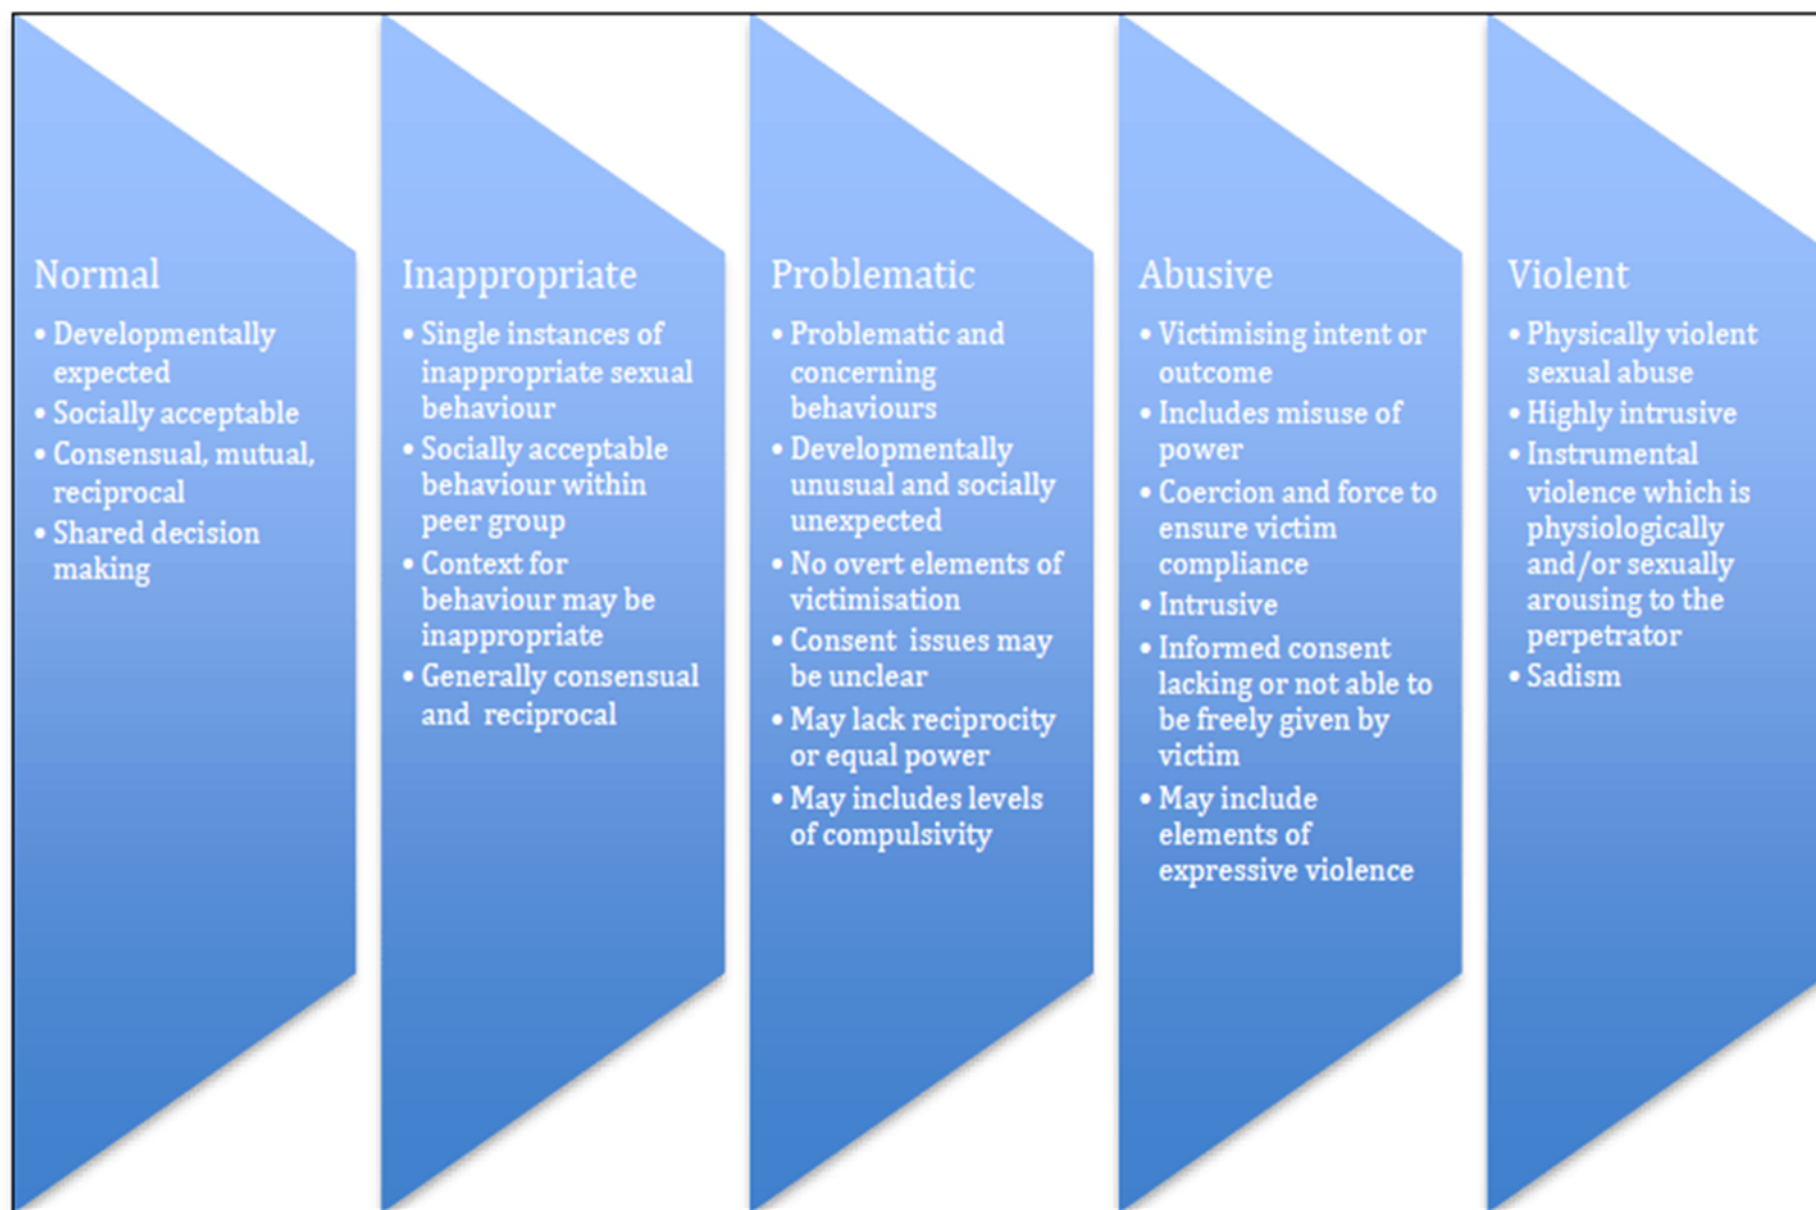 Normal
• Developmentally
expected
• Socially acceptable
• Consensual, mutual,
reciprocal
• Shared decision
making
Inappropriate
• Single instances of
inappropriate sexual
behaviour
• Socially acceptable
behaviour within
peer group
• Context for
behaviour may be
inappropriate
• Generally consensual
and reciprocal
Problematic
• Problematic and
concerning
behaviours
• Developmentally
unusual and socially
unexpected
• No overt elements of
victimisation
• Consent issues may
be unclear
• May lack reciprocity
or equal power
• May includes levels
of compulsivity
Abusive
• Victimising intent or
outcome
• Includes misuse of
power
• Coercion and force to
ensure victim
compliance
• Intrusive
• Informed consent
lacking or not able to
be freely given by
victim
• May include
elements of
expressive violence
Violent
• Physically violent
sexual abuse
• Highly intrusive
• Instrumental
violence which is
physiologically
and/or sexually
arousing to the
perpetrator
• Sadism